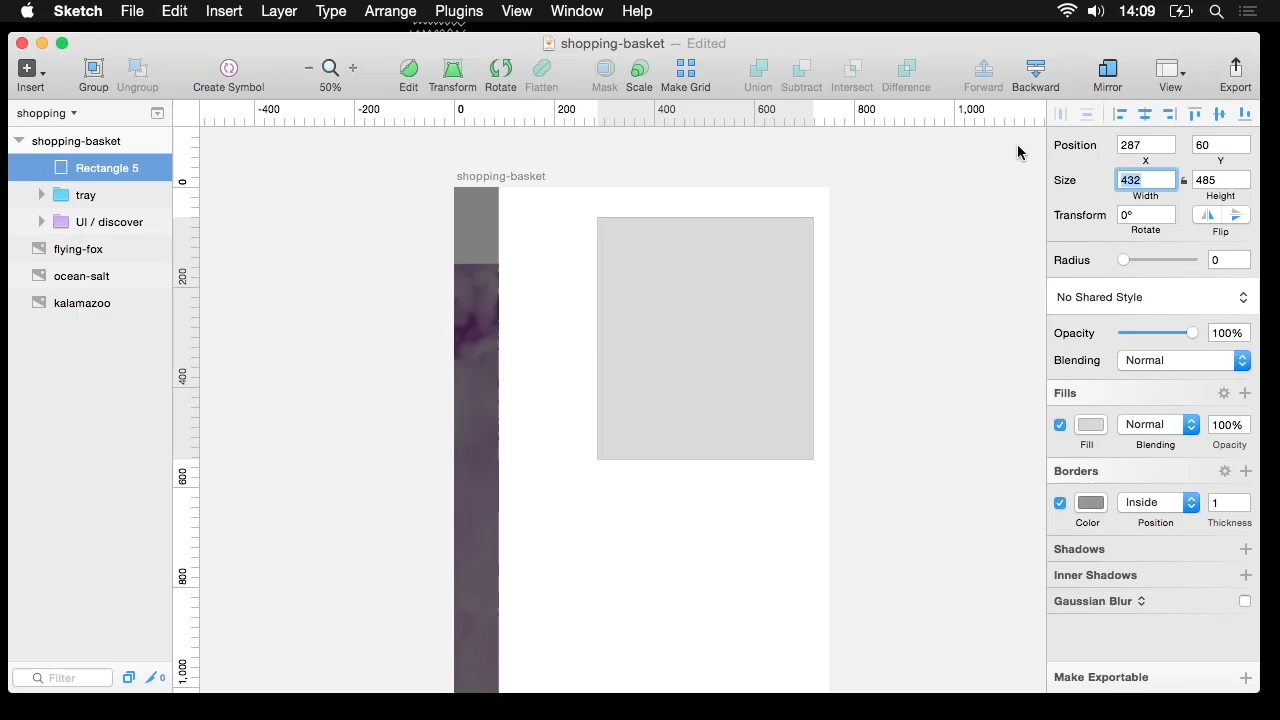 Sketch File Edit Insert Layer Type Arrange Plugins View Window Help 14:09
shopping-basket — Edited
Insert Group Ungroup Create Symbol 50% Edit Transform Rotate Flatten Mask Scale Make Grid Union Subtract Intersect Difference Forward Backward Mirror View Export
shopping
-400 -200 0 200 400 600 800 1,000
shopping-basket
Rectangle 5
tray
UI / discover
flying-fox
ocean-salt
kalamazoo
Filter
0
0
200
400
600
800
1,000
shopping-basket
Position 287 60
X Y
Size 432 485
Width Height
Transform 0°
Rotate Flip
Radius 0
No Shared Style
Opacity 100%
Blending Normal
Fills
Normal 100%
Fill Blending Opacity
Borders
Inside 1
Color Position Thickness
Shadows
Inner Shadows
Gaussian Blur
Make Exportable